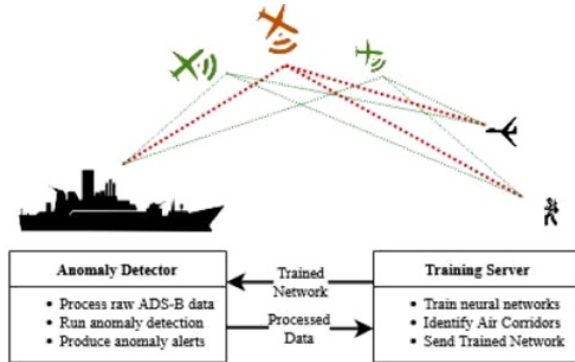 Anomaly Detector
• Process raw ADS-B data
• Run anomaly detection
• Produce anomaly alerts
Trained
Network
Processed
Data
Training Server
• Train neural networks
• Identify Air Corridors
• Send Trained Network